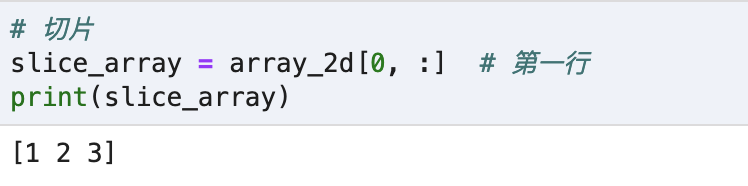 # 切片
slice_array = array_2d[0, :]  # 第一行
print(slice_array)
[1 2 3]